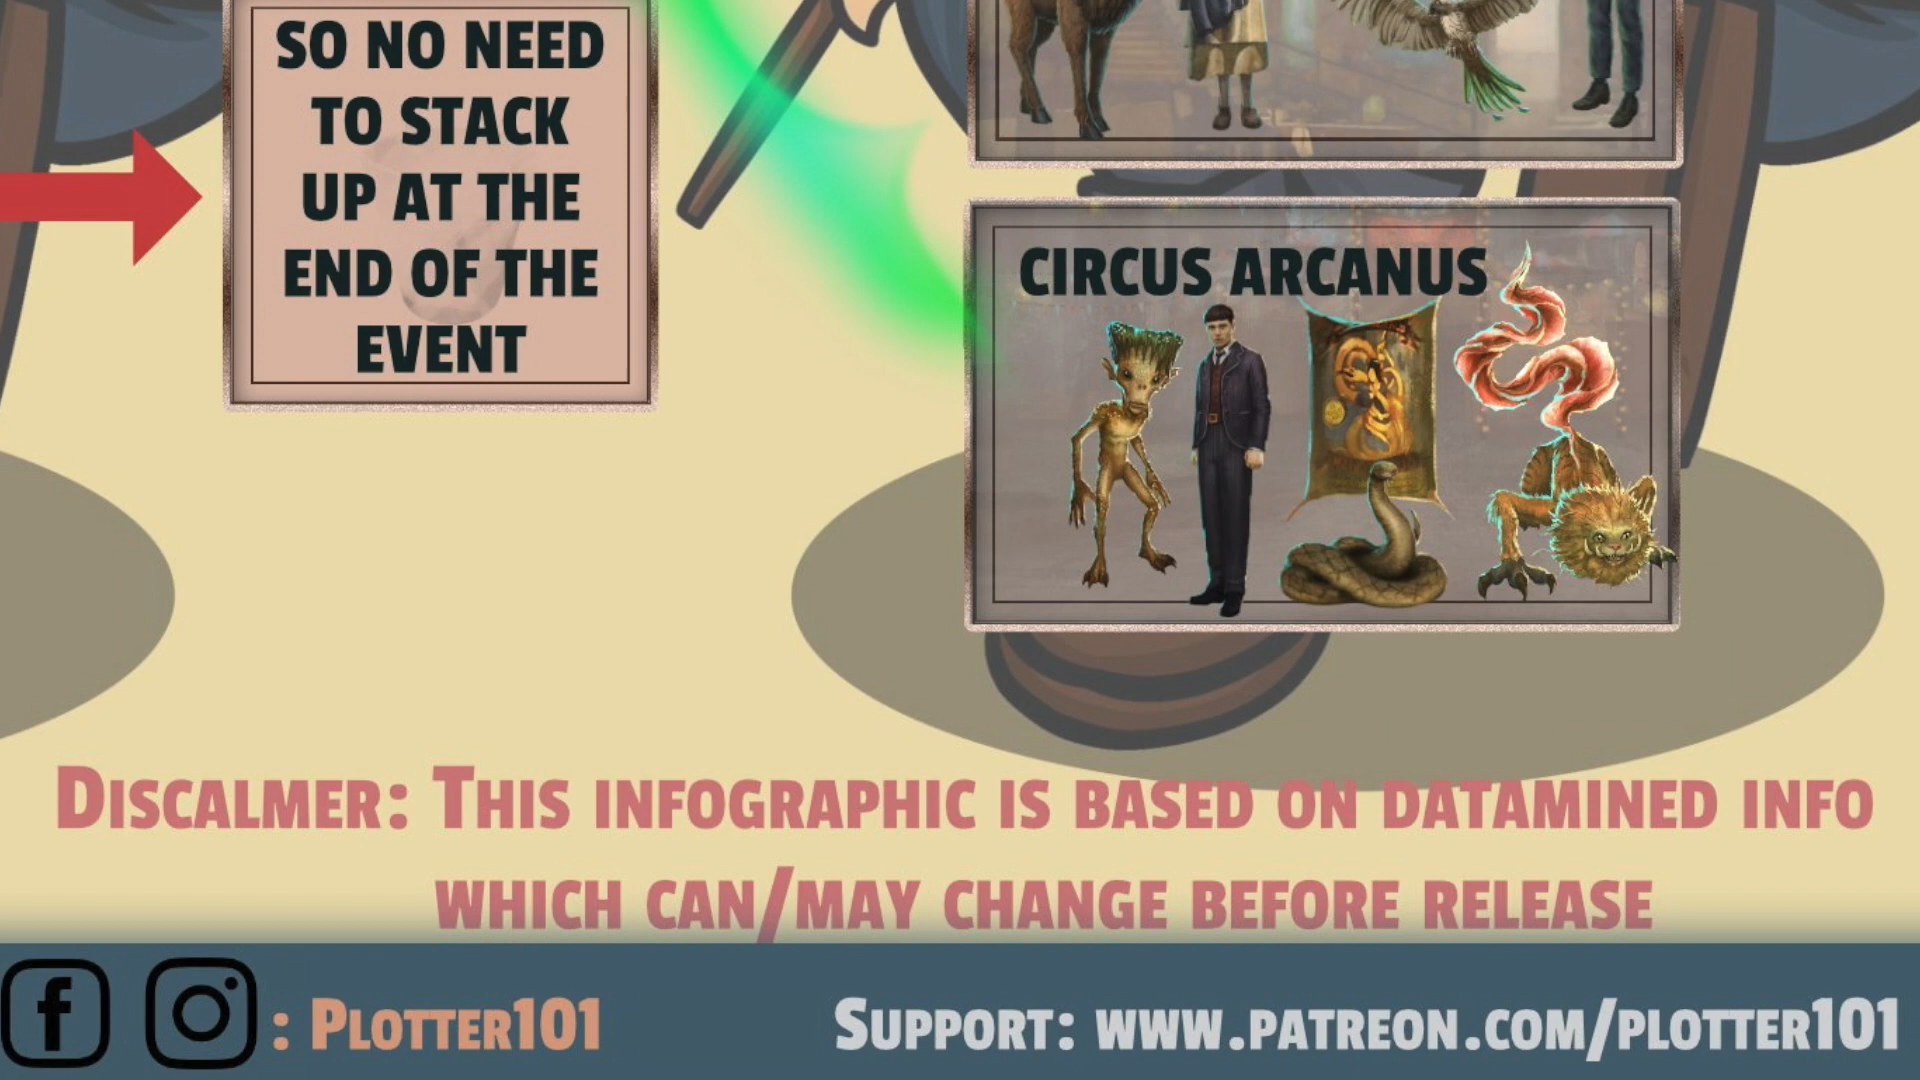 SO NO NEED
TO STACK
UP AT THE
END OF THE
EVENT
CIRCUS ARCANUS
DISCALMER: THIS INFOGRAPHIC IS BASED ON DATAMINED INFO
WHICH CAN/MAY CHANGE BEFORE RELEASE
: PLOTTER101
SUPPORT: WWW.PATREON.COM/PLOTTER101